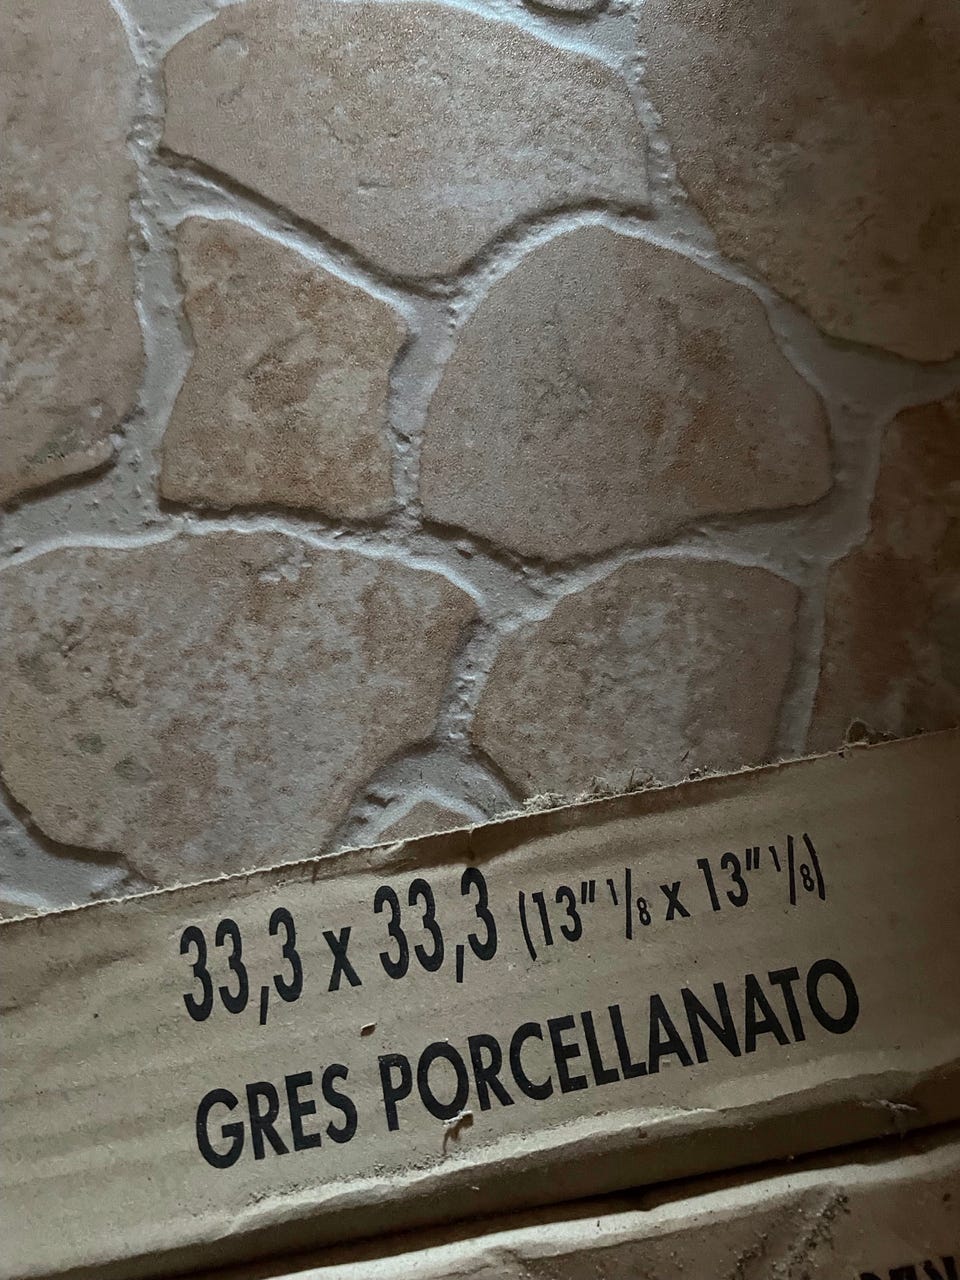 33,3 x 33,3 (13" 1/8 x 13" 1/8)
GRES PORCELLANATO